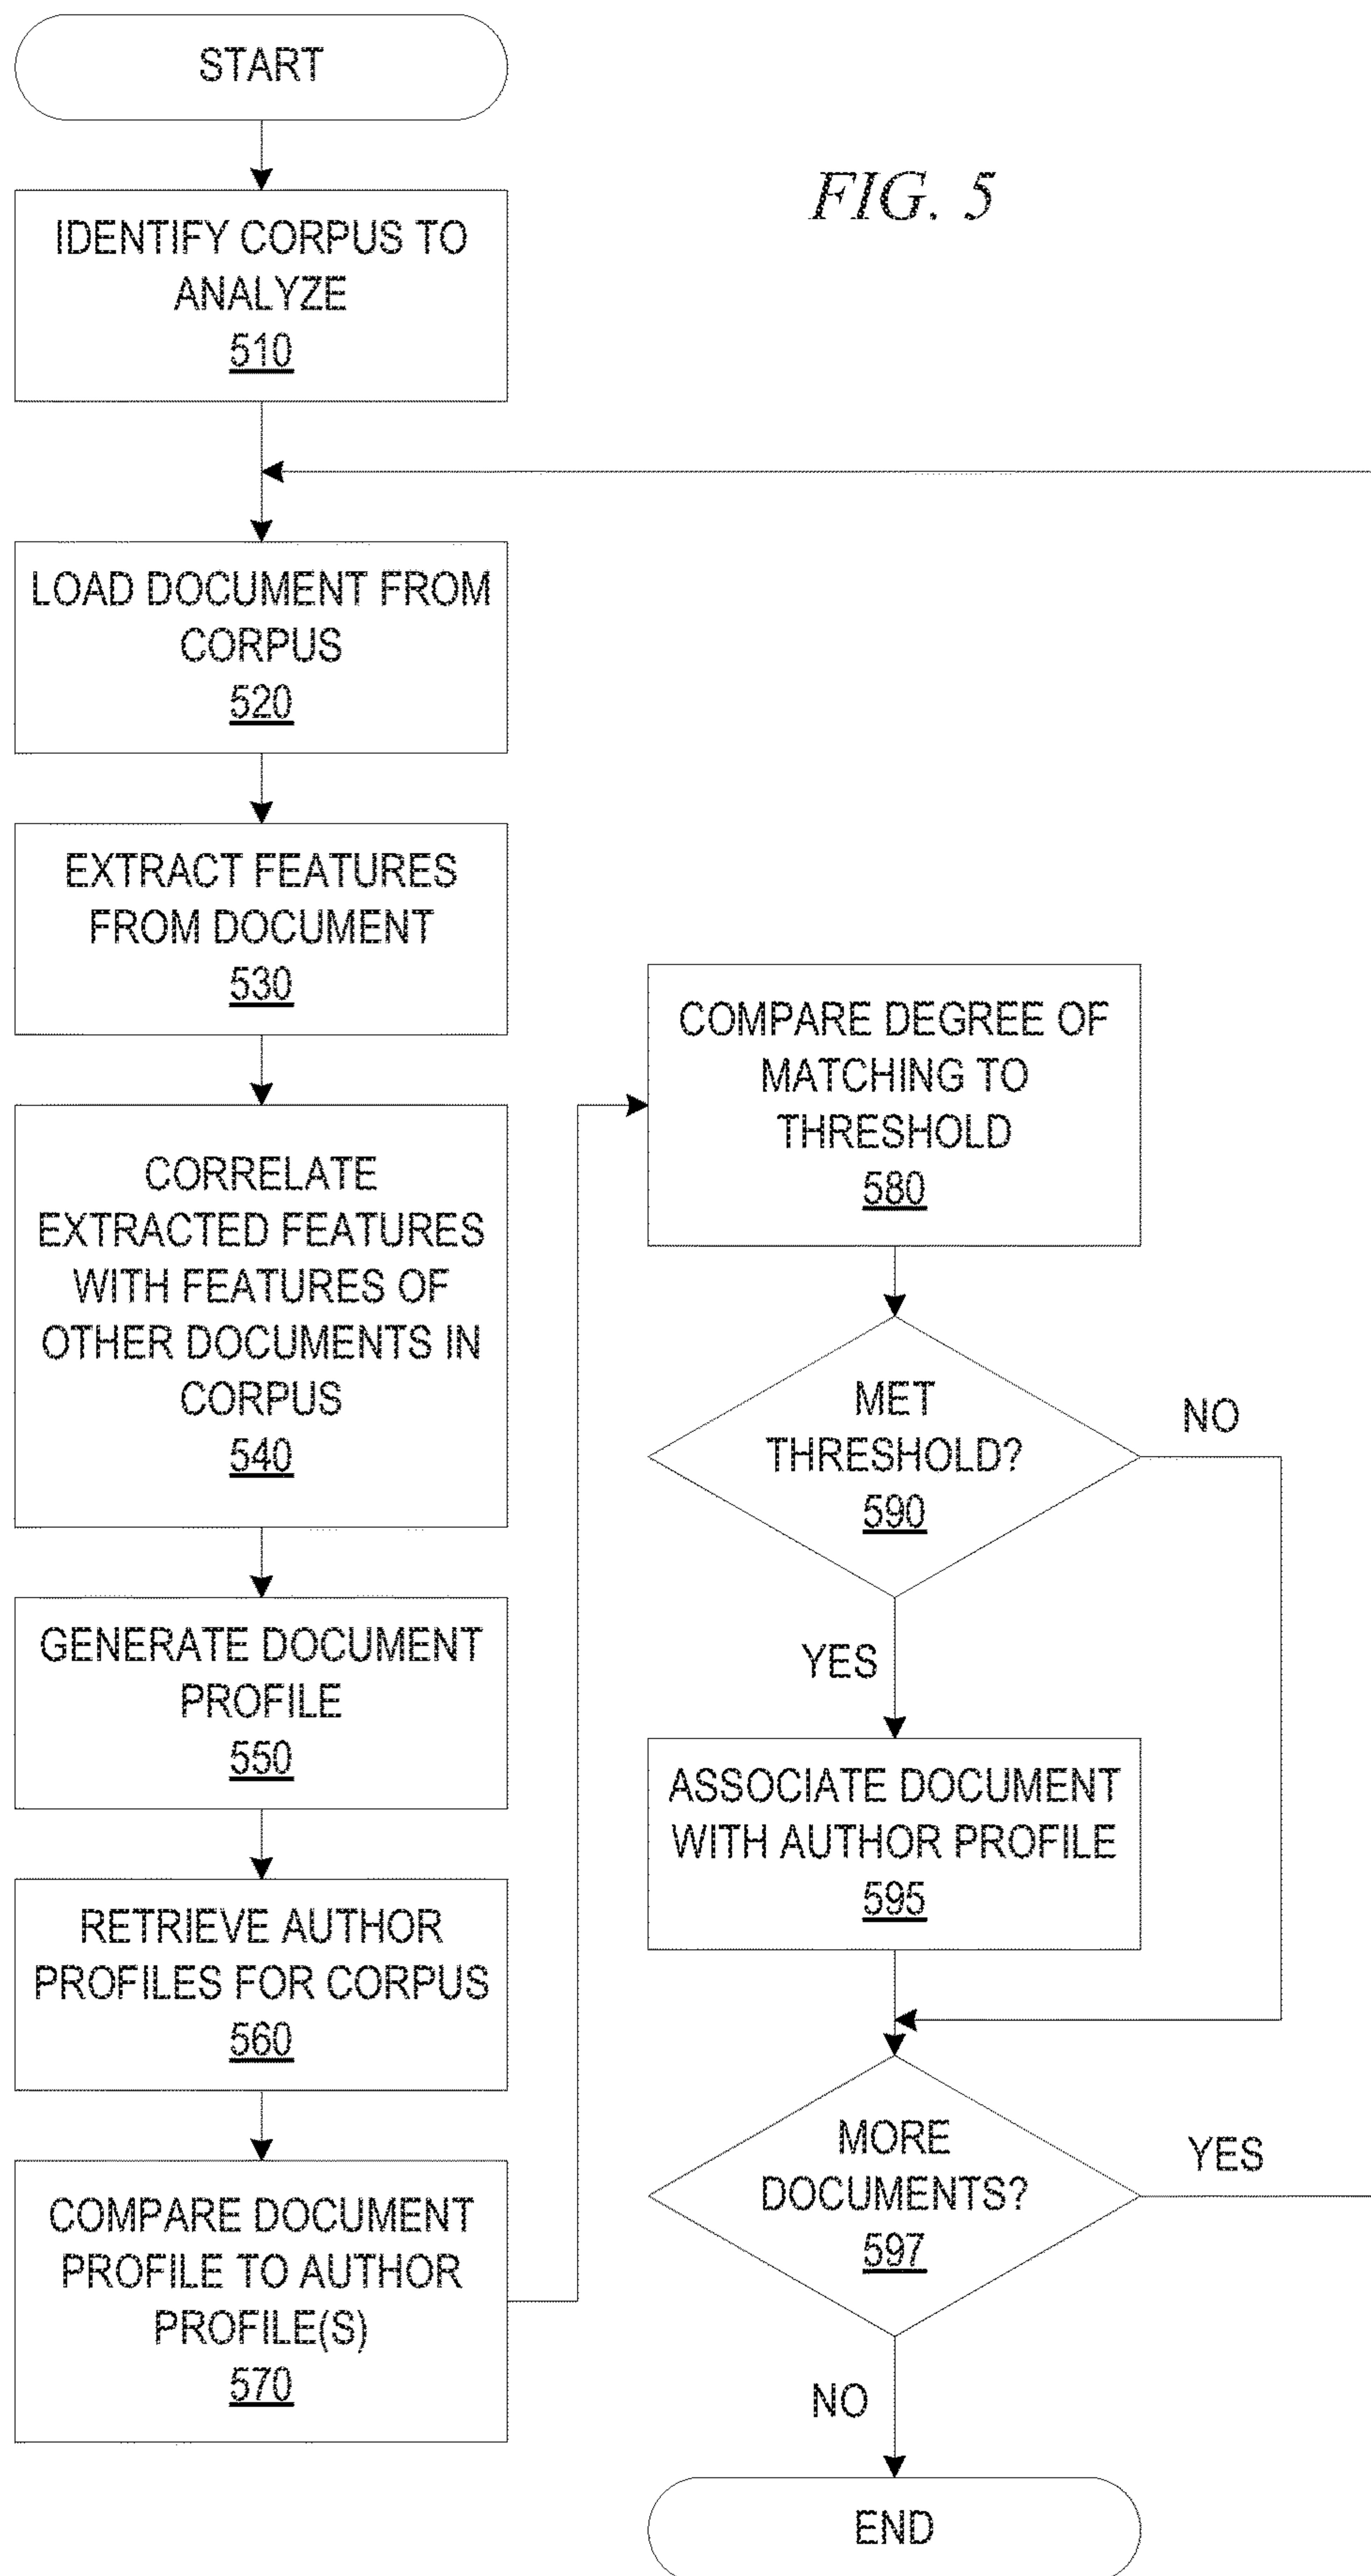 START
FIG. 5
IDENTIFY CORPUS TO
ANALYZE
510
LOAD DOCUMENT FROM
CORPUS
520
EXTRACT FEATURES
FROM DOCUMENT
530
CORRELATE
EXTRACTED FEATURES
WITH FEATURES OF
OTHER DOCUMENTS IN
CORPUS
540
GENERATE DOCUMENT
PROFILE
550
RETRIEVE AUTHOR
PROFILES FOR CORPUS
560
COMPARE DOCUMENT
PROFILE TO AUTHOR
PROFILE(S)
570
COMPARE DEGREE OF
MATCHING TO
THRESHOLD
580
MET
THRESHOLD?
590
NO
YES
ASSOCIATE DOCUMENT
WITH AUTHOR PROFILE
595
MORE
DOCUMENTS?
597
YES
NO
END